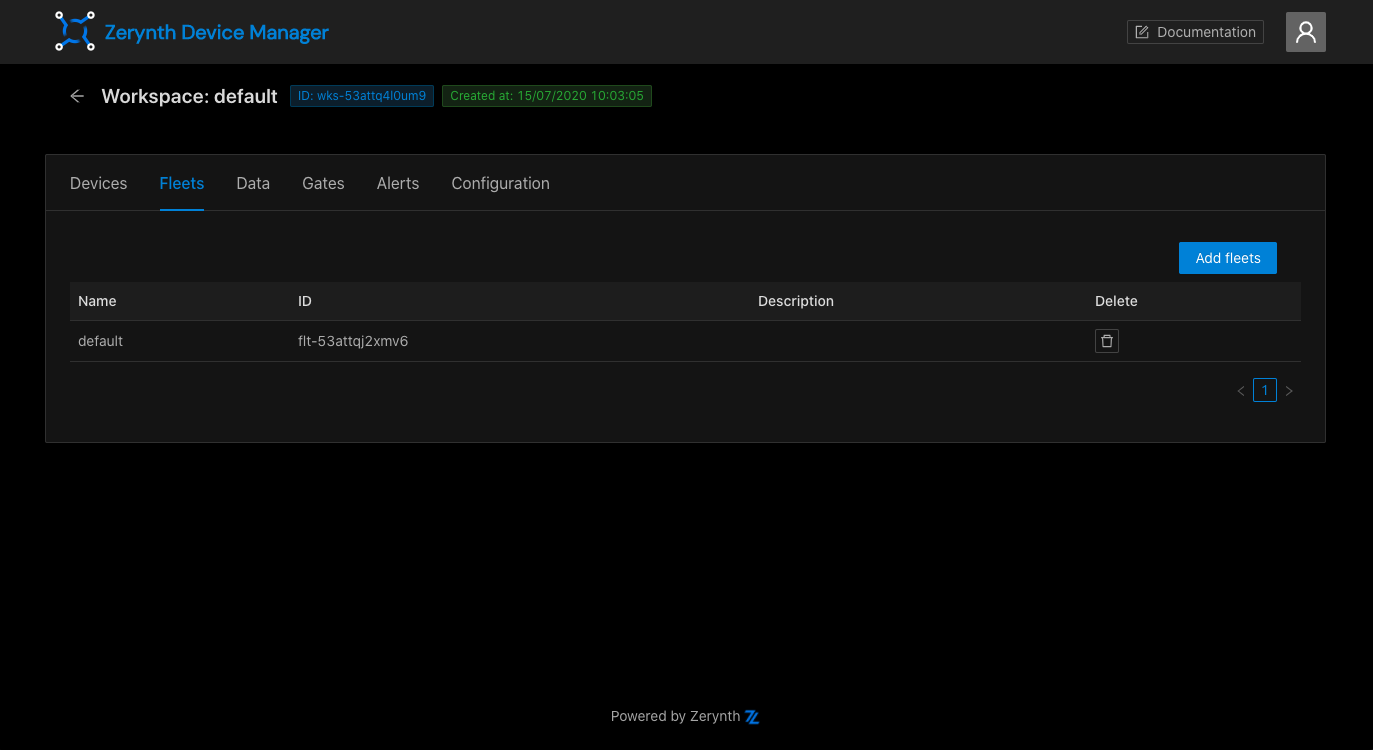 Zerynth Device Manager
Documentation
Workspace: default
ID: wks-53attq4l0um9
Created at: 15/07/2020 10:03:05
Devices Fleets Data Gates Alerts Configuration
Add fleets
Name ID Description Delete
default flt-53attqj2xmv6
< 1 >
Powered by Zerynth